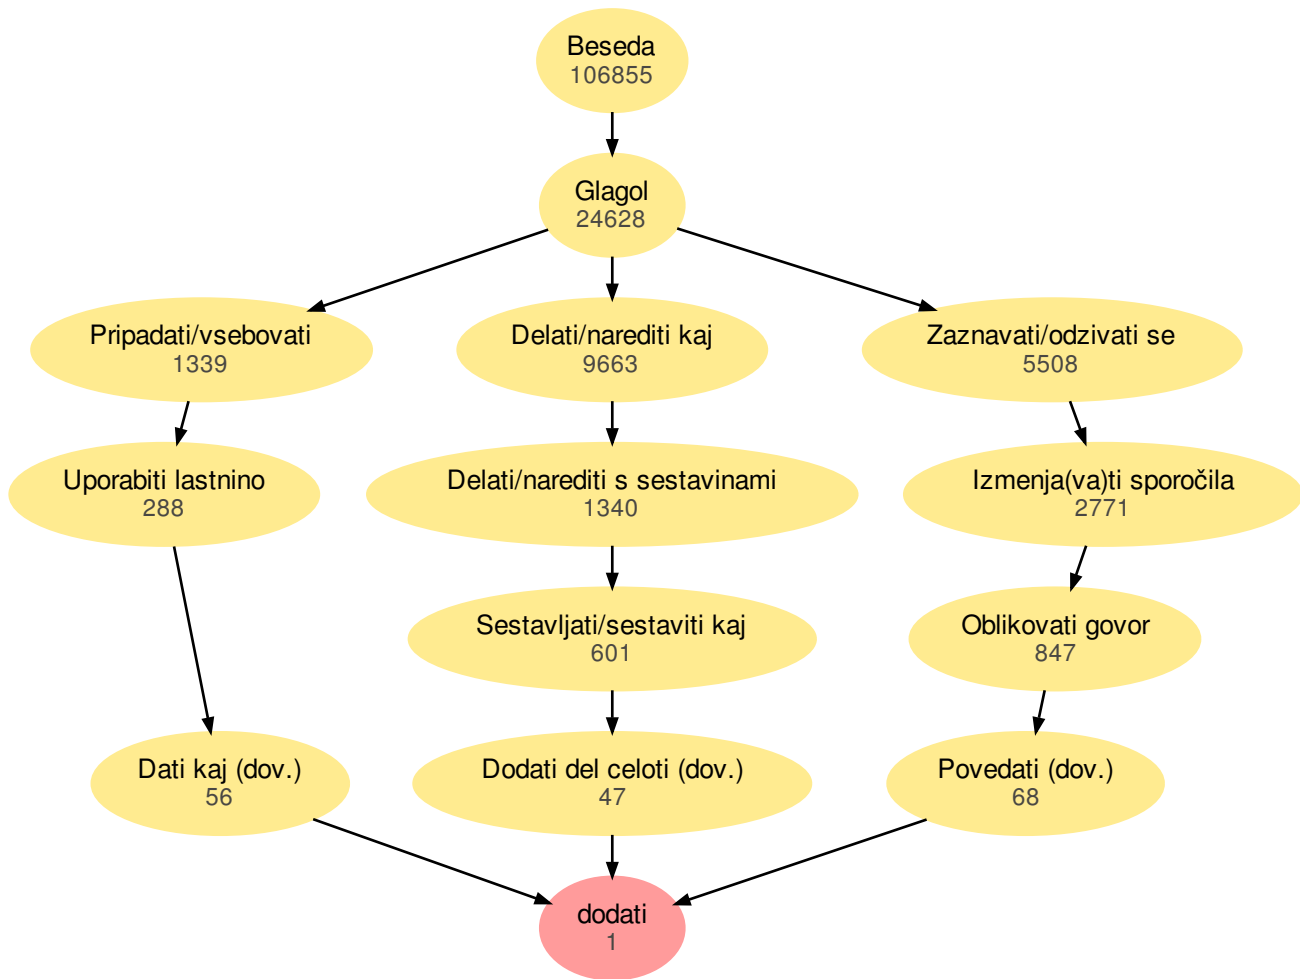 Beseda
106855
Glagol
24628
Pripadati/vsebovati
1339
Delati/narediti kaj
9663
Zaznavati/odzivati se
5508
Uporabiti lastnino
288
Delati/narediti s sestavinami
1340
Izmenja(va)ti sporočila
2771
Sestavljati/sestaviti kaj
601
Oblikovati govor
847
Dati kaj (dov.)
56
Dodati del celoti (dov.)
47
Povedati (dov.)
68
dodati
1